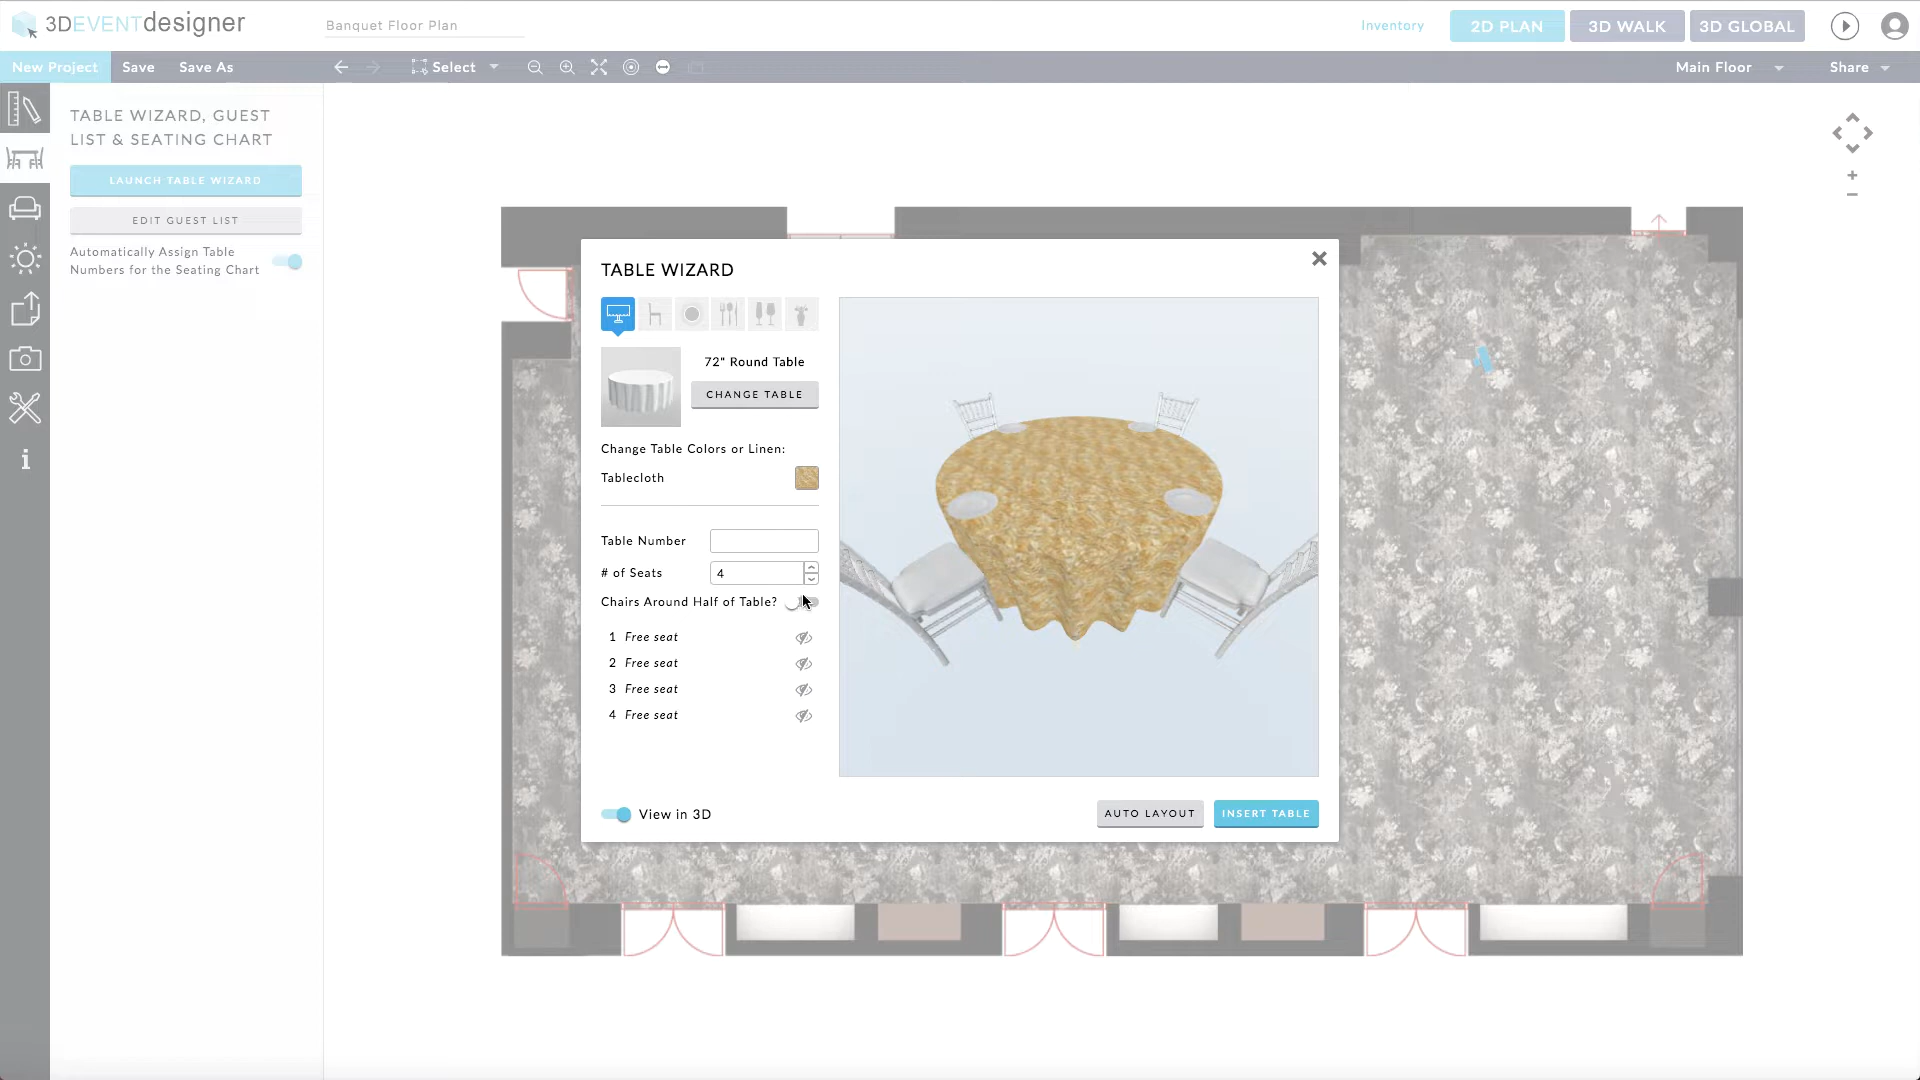 3DEVENTdesigner
Banquet Floor Plan
Inventory
2D PLAN
3D WALK
3D GLOBAL
New Project
Save
Save As
Select
Main Floor
Share
TABLE WIZARD, GUEST
LIST & SEATING CHART
LAUNCH TABLE WIZARD
EDIT GUEST LIST
Automatically Assign Table
Numbers for the Seating Chart
TABLE WIZARD
72" Round Table
CHANGE TABLE
Change Table Colors or Linen:
Tablecloth
Table Number
# of Seats 4
Chairs Around Half of Table?
1 Free seat
2 Free seat
3 Free seat
4 Free seat
View in 3D
AUTO LAYOUT
INSERT TABLE